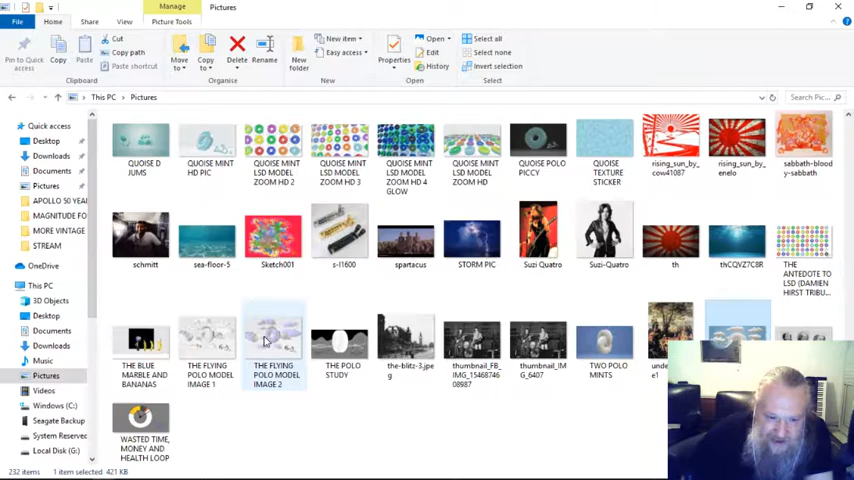 Manage
Pictures
File
Home
Share
View
Picture Tools
Pin to Quick access
Copy
Paste
Cut
Copy path
Paste shortcut
Clipboard
Move to
Copy to
Delete
Rename
Organise
New folder
New item
Easy access
New
Properties
Open
Edit
History
Open
Select all
Select none
Invert selection
Select
This PC
Pictures
Search Pic...
Quick access
Desktop
Downloads
Documents
Pictures
APOLLO 50 YEA
MAGNITUDE FO
MORE VINTAGE
STREAM
OneDrive
This PC
3D Objects
Desktop
Documents
Downloads
Music
Pictures
Videos
Windows (C:)
Seagate Backup
System Reserved
Local Disk (G:)
QUOISE D
JUMS
QUOISE MINT
HD PIC
QUOISE MINT
LSD MODEL
ZOOM HD 2
QUOISE MINT
LSD MODEL
ZOOM HD 3
QUOISE MINT
LSD MODEL
ZOOM HD 4
GLOW
QUOISE MINT
LSD MODEL
ZOOM HD
QUOISE POLO
PICCY
QUOISE
TEXTURE
STICKER
rising_sun_by_
cow41087
rising_sun_by_
enelo
sabbath-blood
y-sabbath
schmitt
sea-floor-5
Sketch001
s-l1600
spartacus
STORM PIC
Suzi Quatro
Suzi-Quatro
th
thCQVZ7C8R
THE
ANTEDOTE TO
LSD (DAMIEN
HIRST TRIBU...
THE BLUE
MARBLE AND
BANANAS
THE FLYING
POLO MODEL
IMAGE 1
THE FLYING
POLO MODEL
IMAGE 2
THE POLO
STUDY
the-blitz-3.jpe
g
thumbnail_FB_
IMG_15468746
08987
thumbnail_IM
G_6407
TWO POLO
MINTS
WASTED TIME,
MONEY AND
HEALTH LOOP
232 items
1 item selected
421 KB